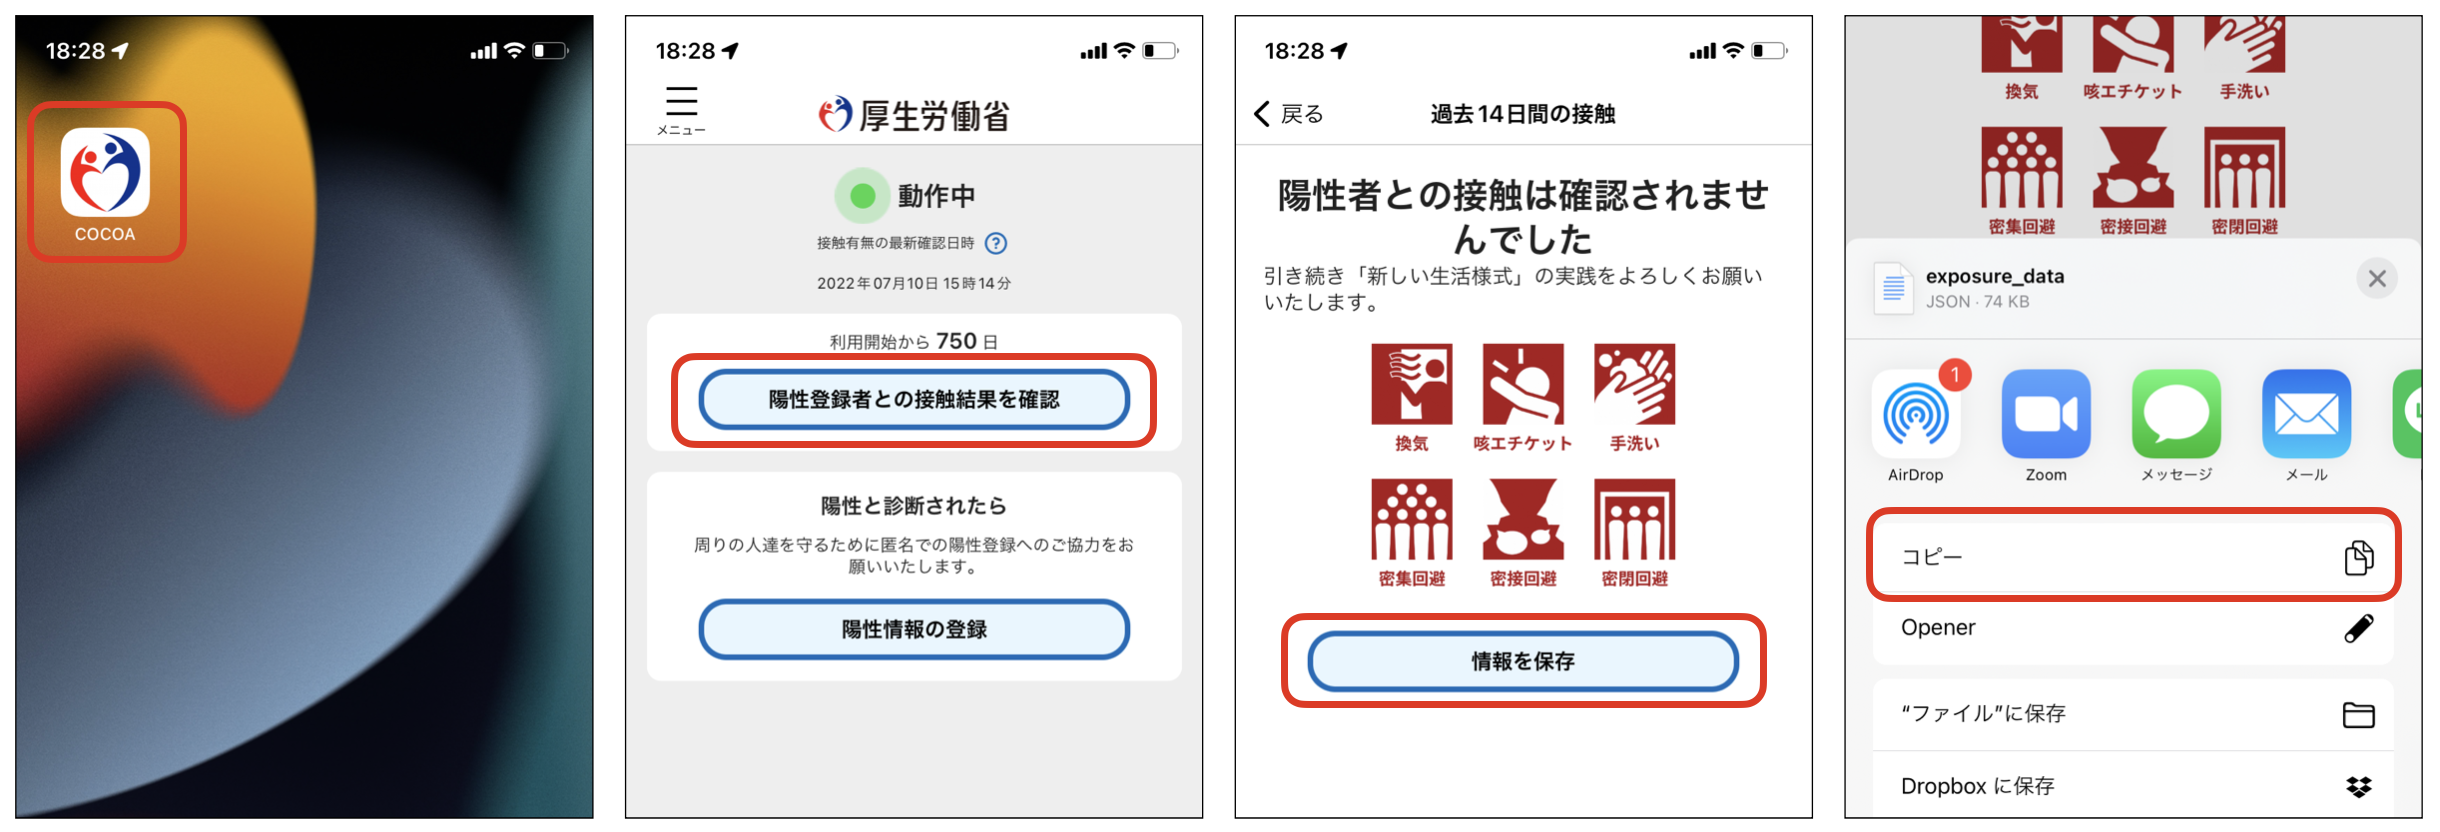 18:28
COCOA
18:28
メニュー
厚生労働省
動作中
接触有無の最新確認日時 ?
2022年07月10日 15時14分
利用開始から 750 日
陽性登録者との接触結果を確認
陽性と診断されたら
周りの人達を守るために匿名での陽性登録へのご協力をお
願いいたします。
陽性情報の登録
18:28
戻る
過去14日間の接触
陽性者との接触は確認されませ
んでした
引き続き「新しい生活様式」の実践をよろしくお願い
いたします。
換気 咳エチケット 手洗い
密集回避 密接回避 密閉回避
情報を保存
換気 咳エチケット 手洗い
密集回避 密接回避 密閉回避
exposure_data
JSON · 74 KB
1
AirDrop Zoom メッセージ メール
コピー
Opener
“ファイル”に保存
Dropbox に保存